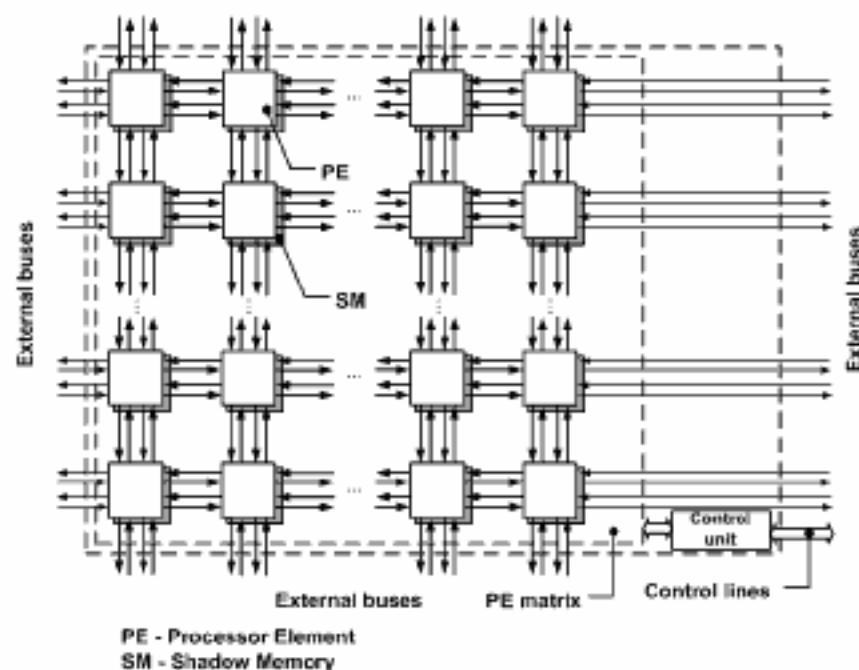 PE
External buses
External buses
SM
Control
unit
External buses
PE matrix
Control lines
PE - Processor Element
SM - Shadow Memory